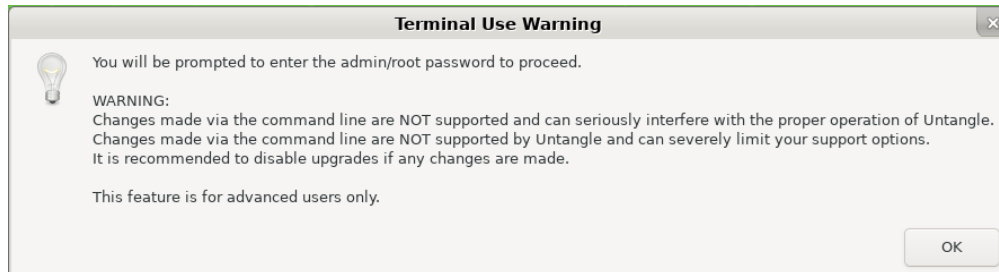 Terminal Use Warning
You will be prompted to enter the admin/root password to proceed.
WARNING:
Changes made via the command line are NOT supported and can seriously interfere with the proper operation of Untangle.
Changes made via the command line are NOT supported by Untangle and can severely limit your support options.
It is recommended to disable upgrades if any changes are made.
This feature is for advanced users only.
OK